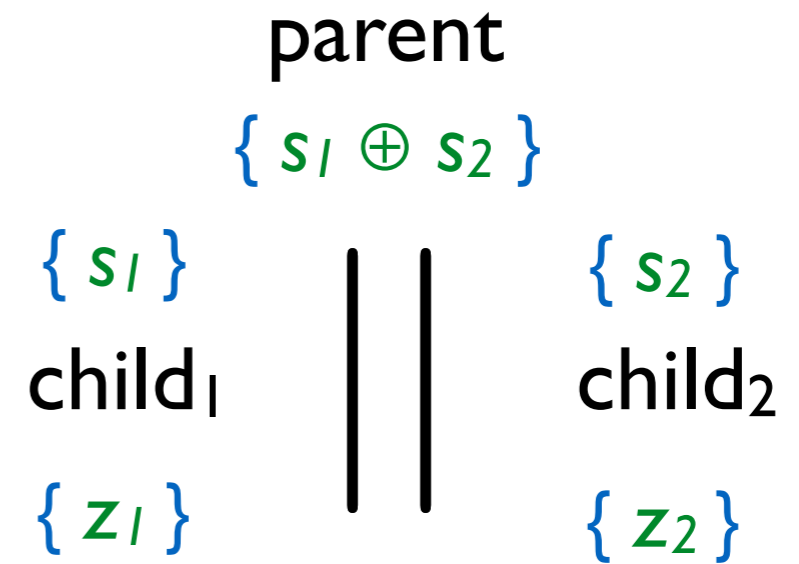 parent
{ s₁ ⊕ s₂ }
{ s₁ } { s₂ }
child₁ || child₂
{ z₁ } { z₂ }